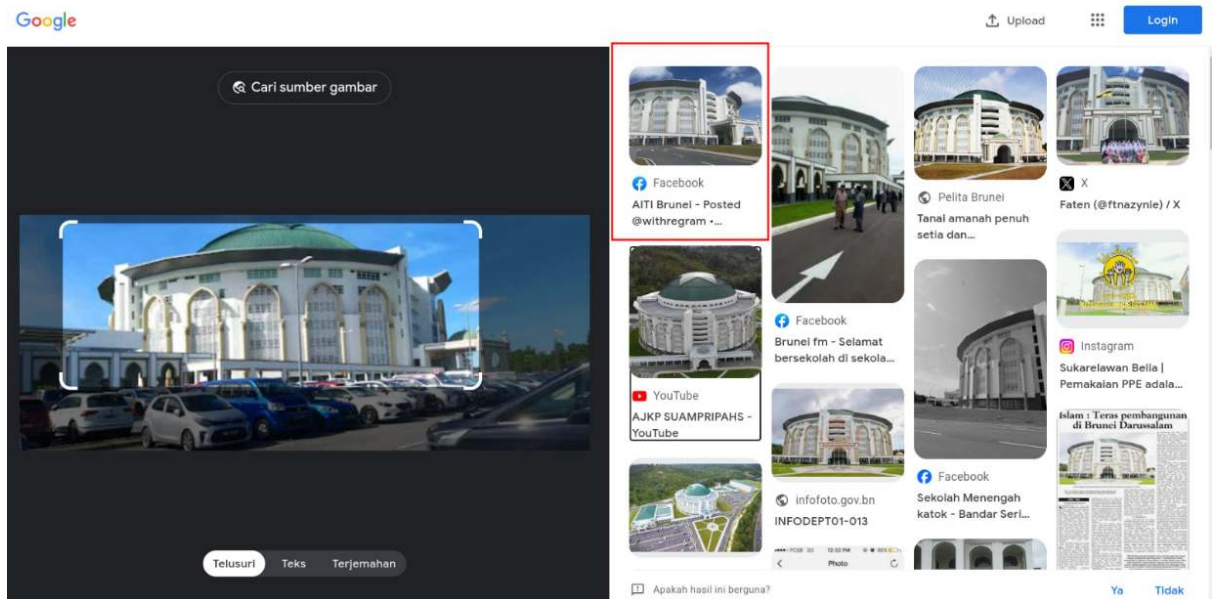 Google
Upload
Login
Cari sumber gambar
Telusuri
Teks
Terjemahan
Facebook
AITI Brunei - Posted
@withregram •...
YouTube
AJKP SUAMPRIPAHS -
YouTube
Facebook
Brunei fm - Selamat
bersekolah di sekola...
infofoto.gov.bn
INFODEPT01-013
12:32 PM
Photo
Pelita Brunei
Tanai amanah penuh
setia dan...
Facebook
Sekolah Menengah
katok - Bandar Seri...
X
Faten (@ftnazynie) / X
Instagram
Sukarelawan Belia |
Pemakaian PPE adala...
Islam : Teras pembangunan
di Brunei Darussalam
Apakah hasil ini berguna?
Ya
Tidak